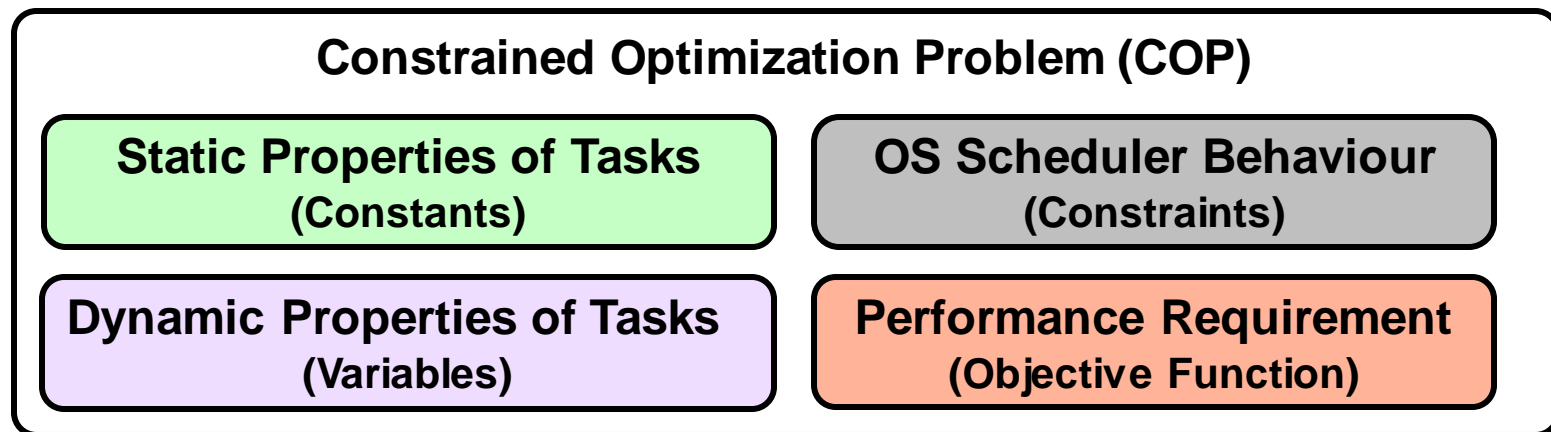 Constrained Optimization Problem (COP)
Static Properties of Tasks
(Constants)
OS Scheduler Behaviour
(Constraints)
Dynamic Properties of Tasks
(Variables)
Performance Requirement
(Objective Function)